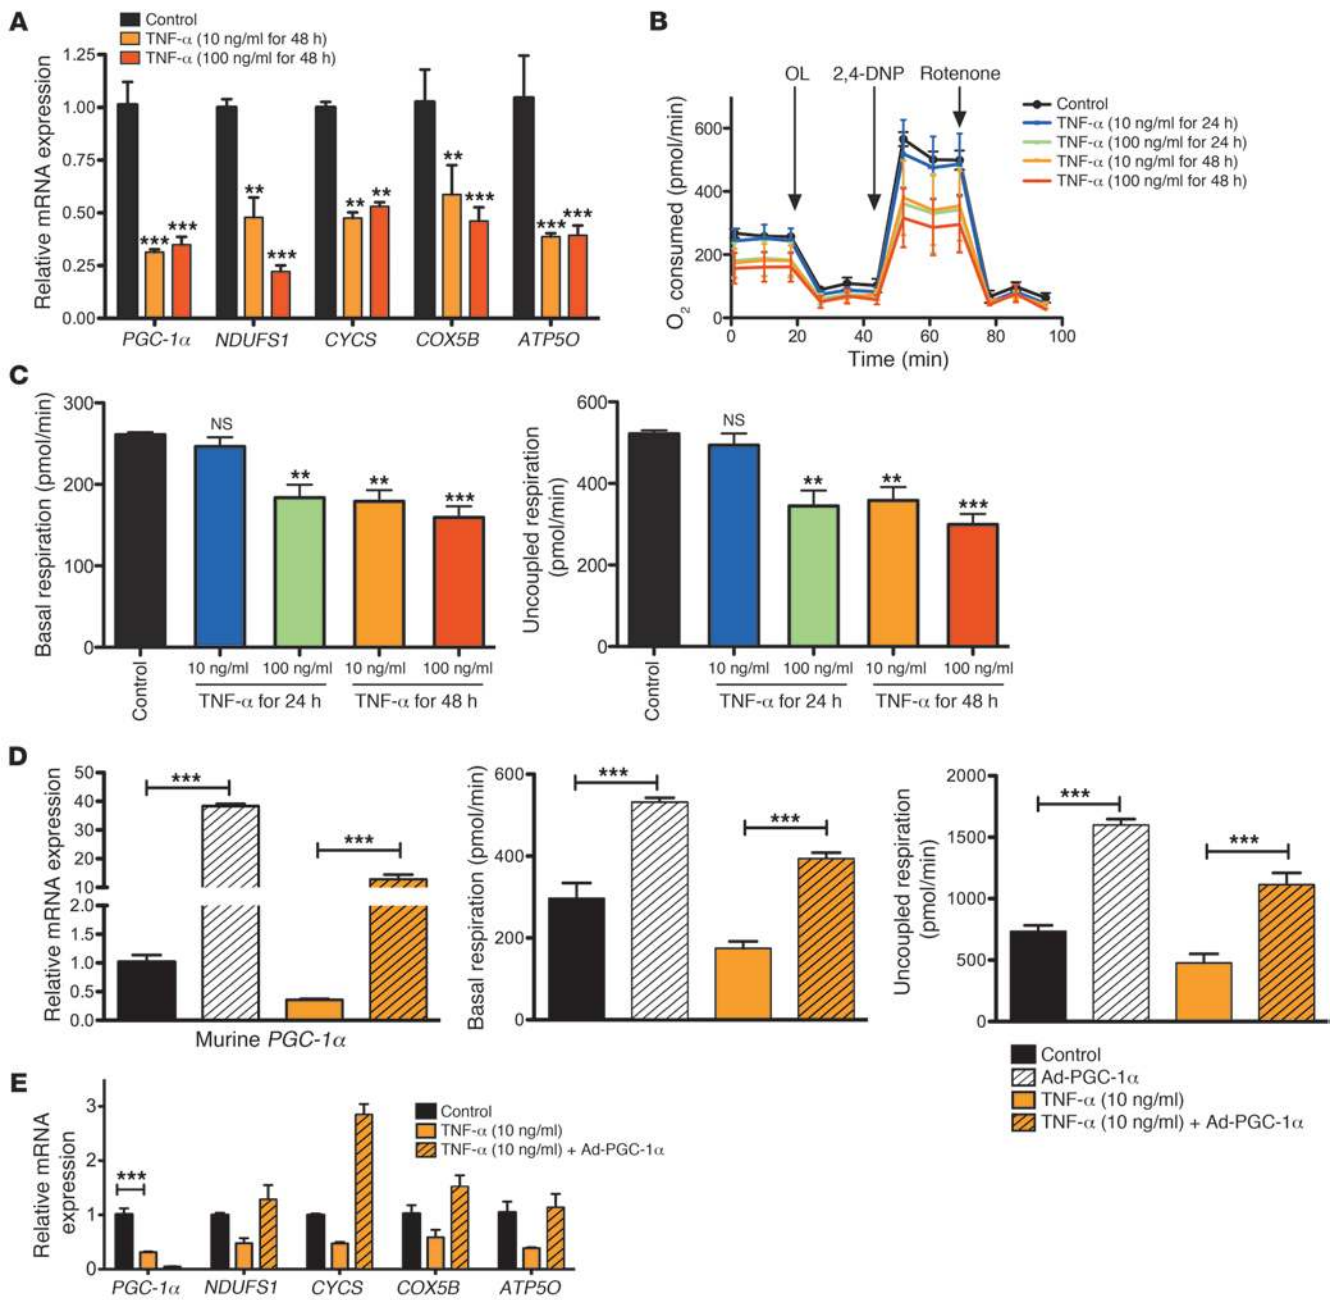 A
Control
TNF-α (10 ng/ml for 48 h)
TNF-α (100 ng/ml for 48 h)
Relative mRNA expression
1.25
1.00
0.75
0.50
0.25
0.00
*** ***
** ***
** **
** ***
*** ***
PGC-1α NDUFS1 CYCS COX5B ATP5O
B
OL 2,4-DNP Rotenone
Control
TNF-α (10 ng/ml for 24 h)
TNF-α (100 ng/ml for 24 h)
TNF-α (10 ng/ml for 48 h)
TNF-α (100 ng/ml for 48 h)
O2 consumed (pmol/min)
600
400
200
0
0 20 40 60 80 100
Time (min)
C
Basal respiration (pmol/min)
300
200
100
0
NS ** ** ***
Control 10 ng/ml 100 ng/ml 10 ng/ml 100 ng/ml
TNF-α for 24 h TNF-α for 48 h
Uncoupled respiration
(pmol/min)
600
400
200
0
NS ** ** ***
Control 10 ng/ml 100 ng/ml 10 ng/ml 100 ng/ml
TNF-α for 24 h TNF-α for 48 h
D
Relative mRNA expression
50
40
30
20
10
2.0
1.5
1.0
0.5
0.0
*** ***
Murine PGC-1α
Basal respiration (pmol/min)
600
400
200
0
*** ***
Uncoupled respiration
(pmol/min)
2000
1500
1000
500
0
*** ***
Control
Ad-PGC-1α
TNF-α (10 ng/ml)
TNF-α (10 ng/ml) + Ad-PGC-1α
E
Relative mRNA
expression
3
2
1
0
***
Control
TNF-α (10 ng/ml)
TNF-α (10 ng/ml) + Ad-PGC-1α
PGC-1α NDUFS1 CYCS COX5B ATP5O